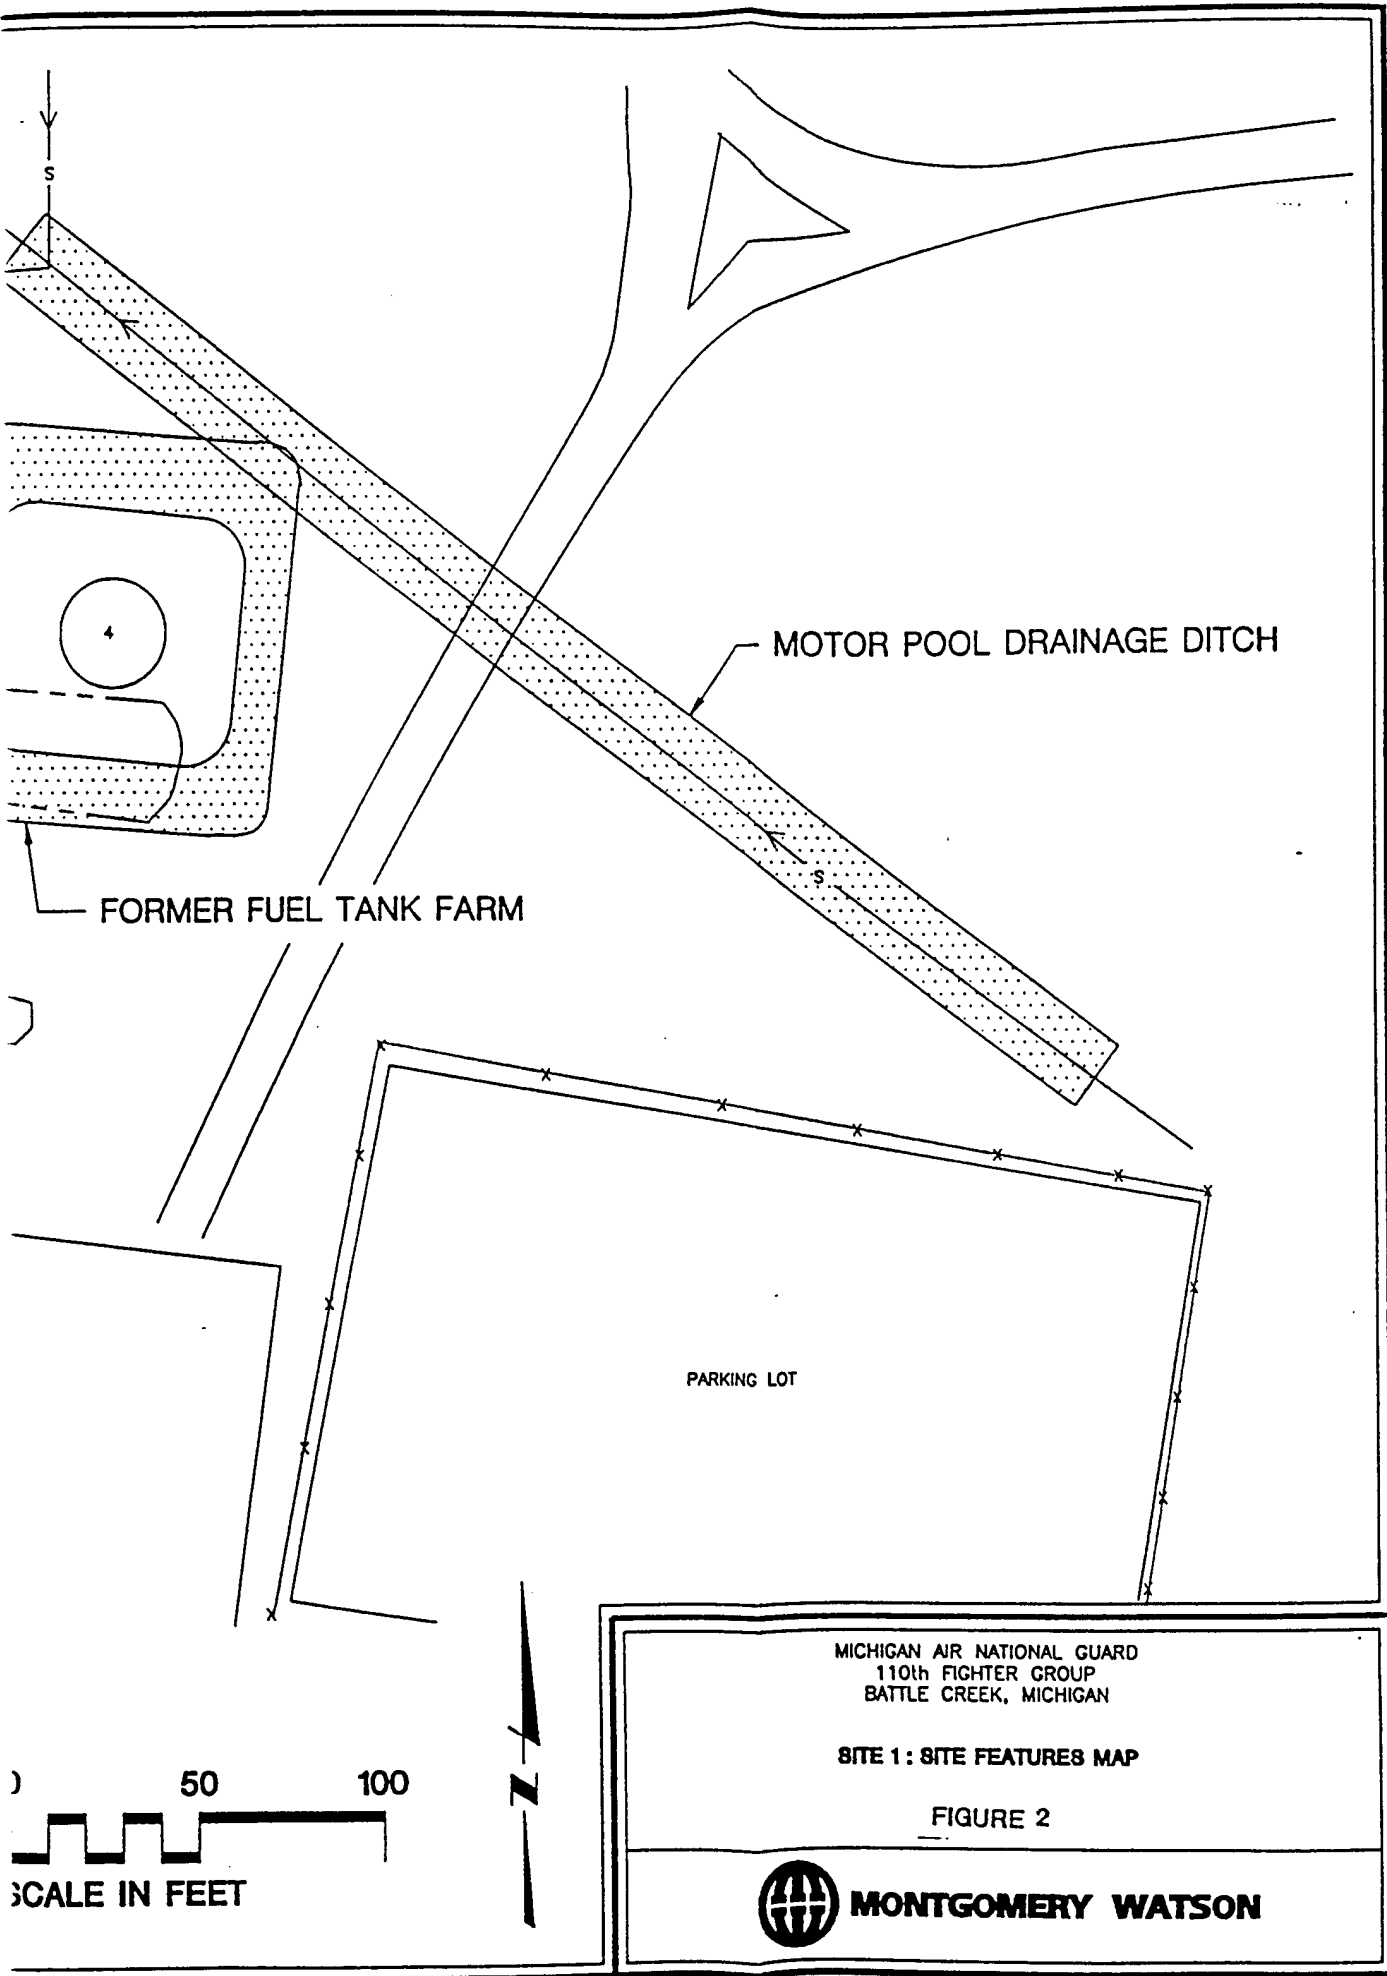 S
4
MOTOR POOL DRAINAGE DITCH
S
FORMER FUEL TANK FARM
PARKING LOT
N
50 100
SCALE IN FEET
MICHIGAN AIR NATIONAL GUARD
110th FIGHTER GROUP
BATTLE CREEK, MICHIGAN
SITE 1: SITE FEATURES MAP
FIGURE 2
MONTGOMERY WATSON